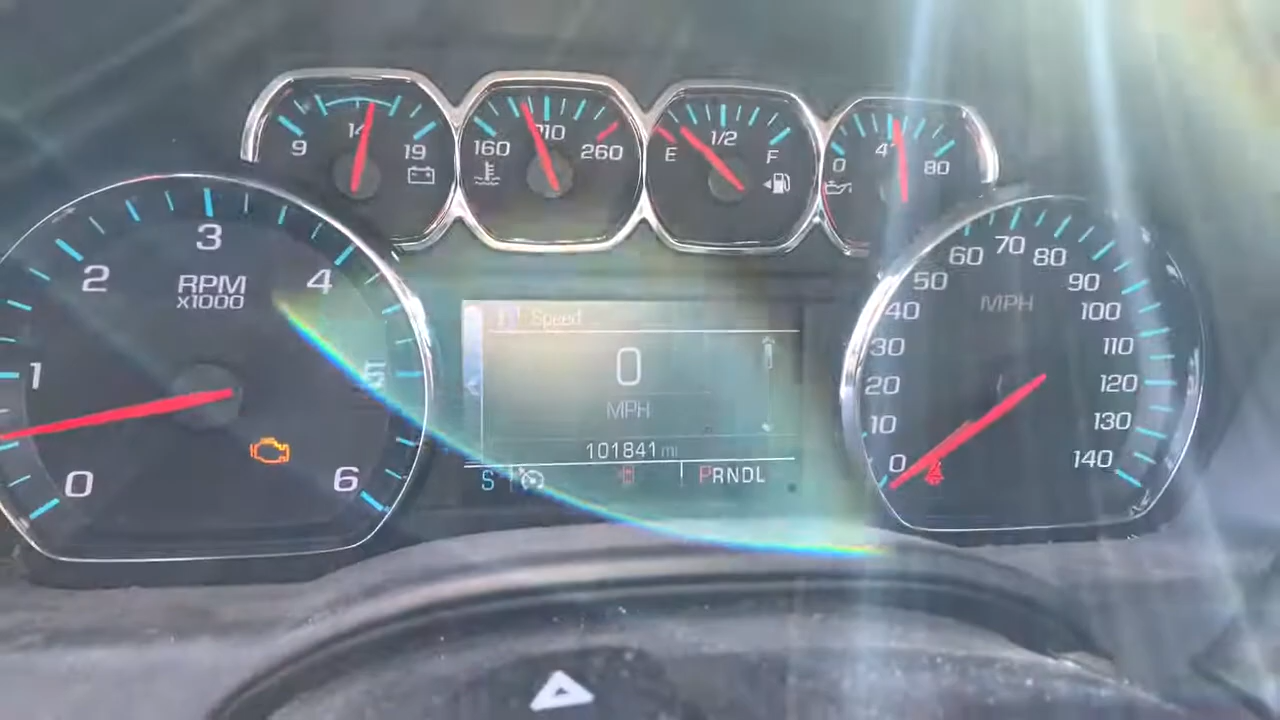 9 14 19
160 210 260
E 1/2 F
0 4 80
0 1 2 3 4 5 6
RPM
x1000
Speed
0
MPH
101841 mi
S
PRNDL
0 10 20 30 40 50 60 70 80 90 100 110 120 130 140
MPH